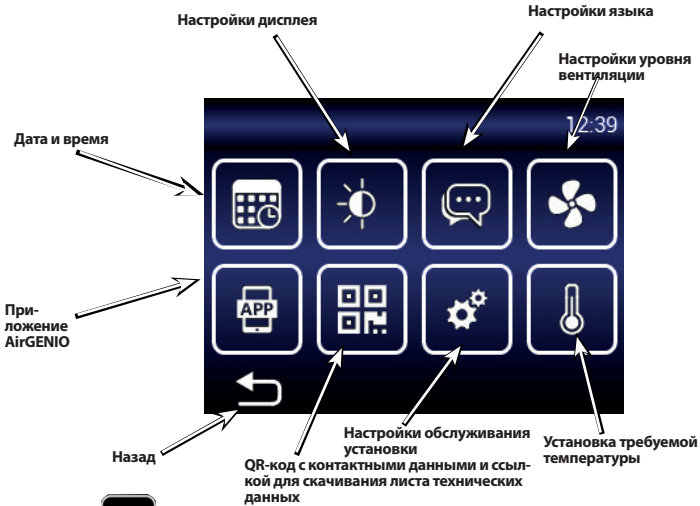 Настройки дисплея
Настройки языка
Настройки уровня
вентиляции
Дата и время
12:39
APP
При-
ложение
AirGENIO
Назад
Настройки обслуживания
установки
QR-код с контактными данными и ссыл-
кой для скачивания листа технических
данных
Установка требуемой
температуры